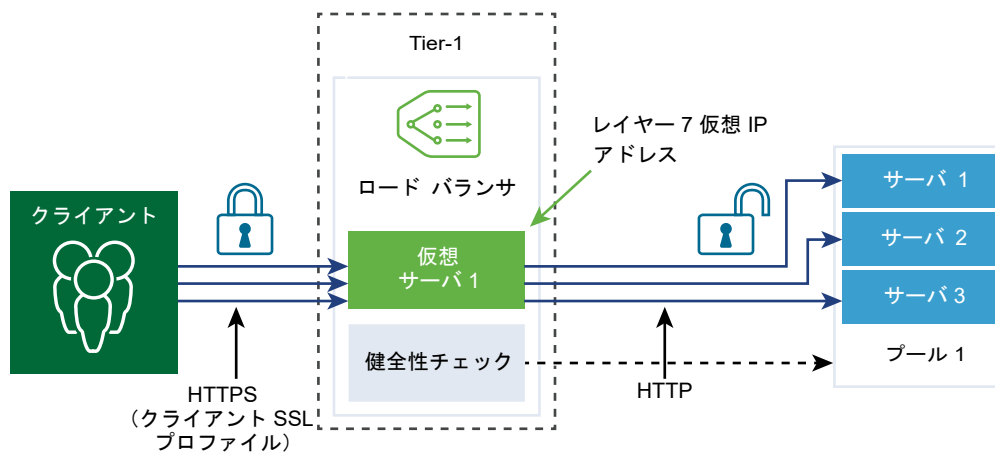 Tier-1
ロード バランサ
レイヤー 7 仮想 IP
アドレス
クライアント
仮想
サーバ 1
健全性チェック
サーバ 1
サーバ 2
サーバ 3
プール 1
HTTPS
（クライアント SSL
プロファイル）
HTTP